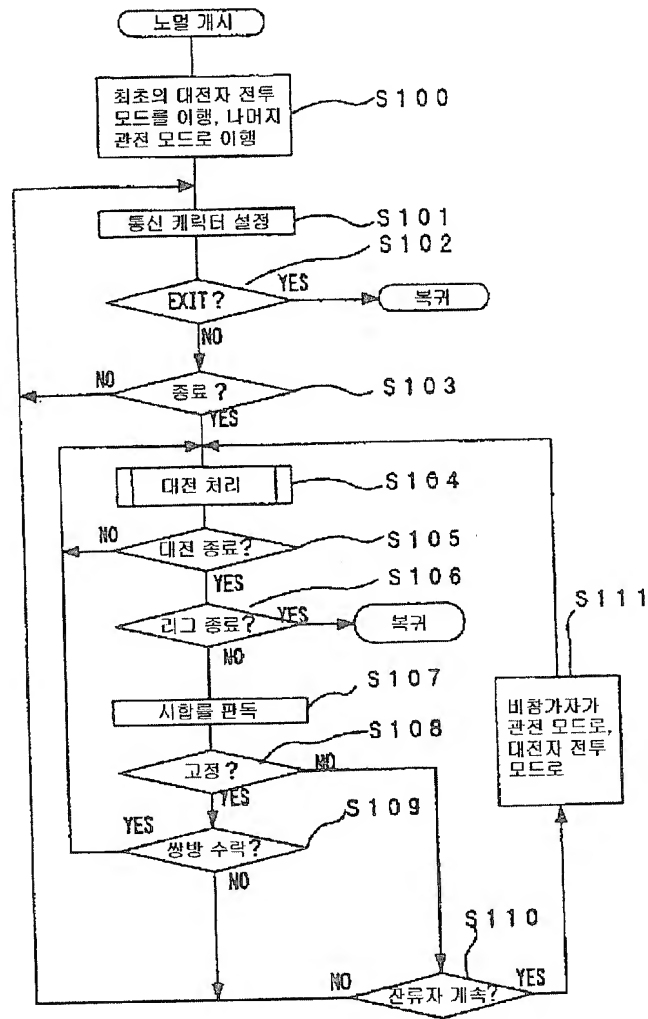 노멀 개시
최초의 대전자 전투
모드를 이행, 나머지
관전 모드로 이행
S100
통신 캐릭터 설정
S101
S102
EXIT?
YES
복귀
NO
NO
종료?
S103
YES
대전 처리
S104
NO
대전 종료?
S105
YES
S106
리그 종료?
YES
복귀
NO
S107
시합률 판독
S108
고정?
NO
YES
S109
YES
쌍방 수락?
NO
S111
비참가자가
관전 모드로,
대전자 전투
모드로
S110
NO
잔류자 계속?
YES